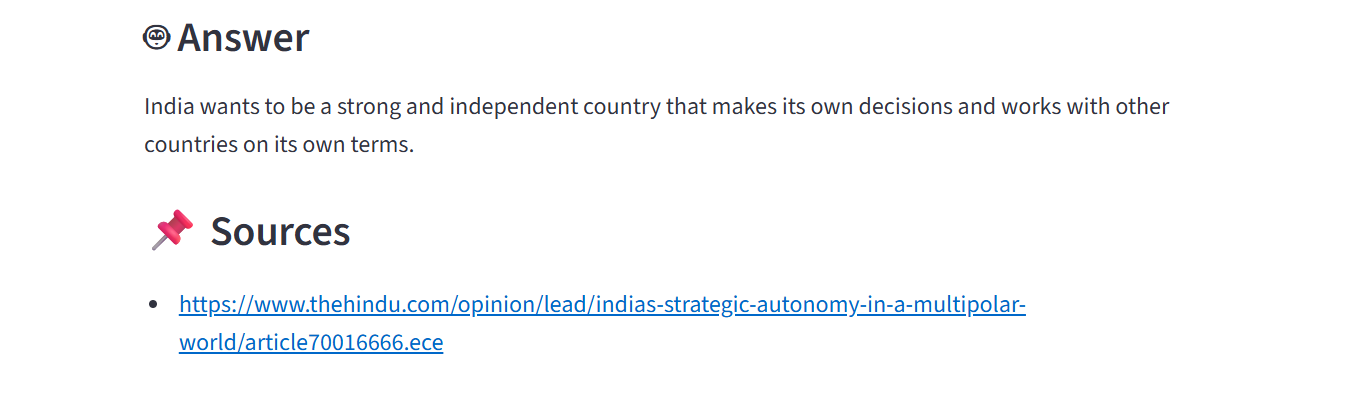 Answer
India wants to be a strong and independent country that makes its own decisions and works with other
countries on its own terms.
Sources
https://www.thehindu.com/opinion/lead/indias-strategic-autonomy-in-a-multipolar-
world/article70016666.ece